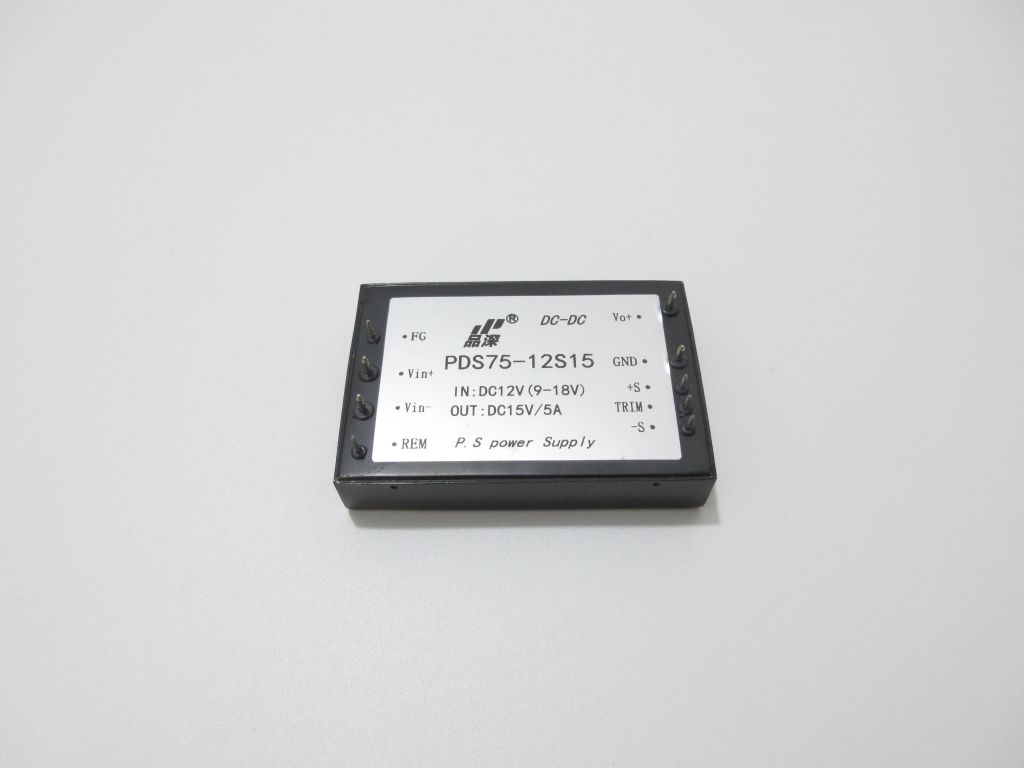 ®
品深
DC-DC
PDS75-12S15
IN:DC12V(9-18V)
OUT:DC15V/5A
P.S power Supply
•FG
•Vin+
•Vin-
•REM
Vo+•
GND•
+S•
TRIM•
-S•